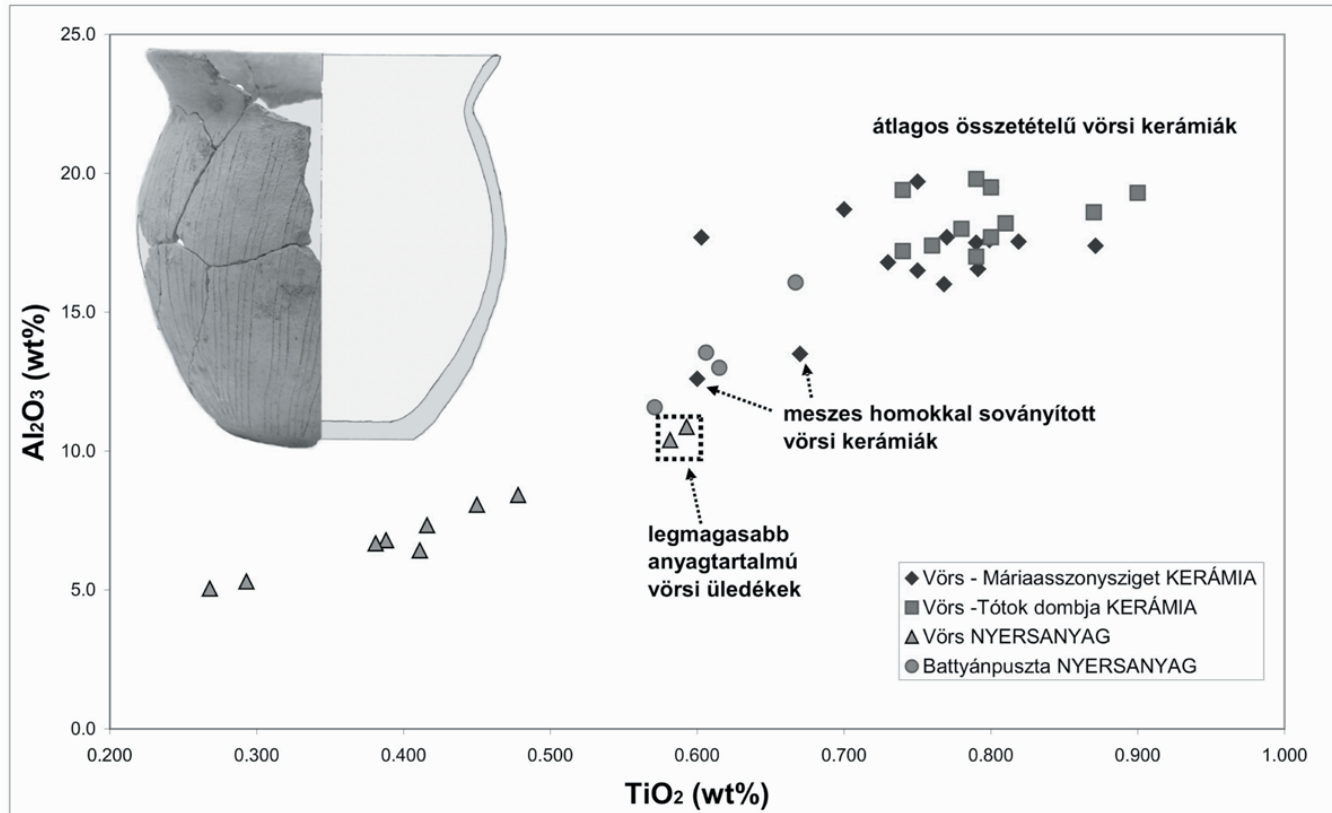 25.0
20.0
15.0
10.0
5.0
0.0
Al₂O₃ (wt%)
0.200
0.300
0.400
0.500
0.600
0.700
0.800
0.900
1.000
TiO₂ (wt%)
átlagos összetételű vörsi kerámiák
meszes homokkal soványított
vörsi kerámiák
legmagasabb
anyagtartalmú
vörsi üledékek
Vörs - Máriaasszonysziget KERÁMIA
Vörs -Tótok dombja KERÁMIA
Vörs NYERSANYAG
Battyánpuszta NYERSANYAG